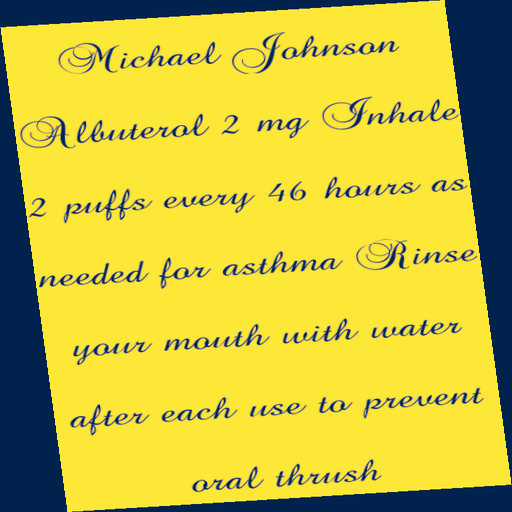 Michael Johnson
Albuterol 2 mg Inhale
2 puffs every 46 hours as
needed for asthma Rinse
your mouth with water
after each use to prevent
oral thrush